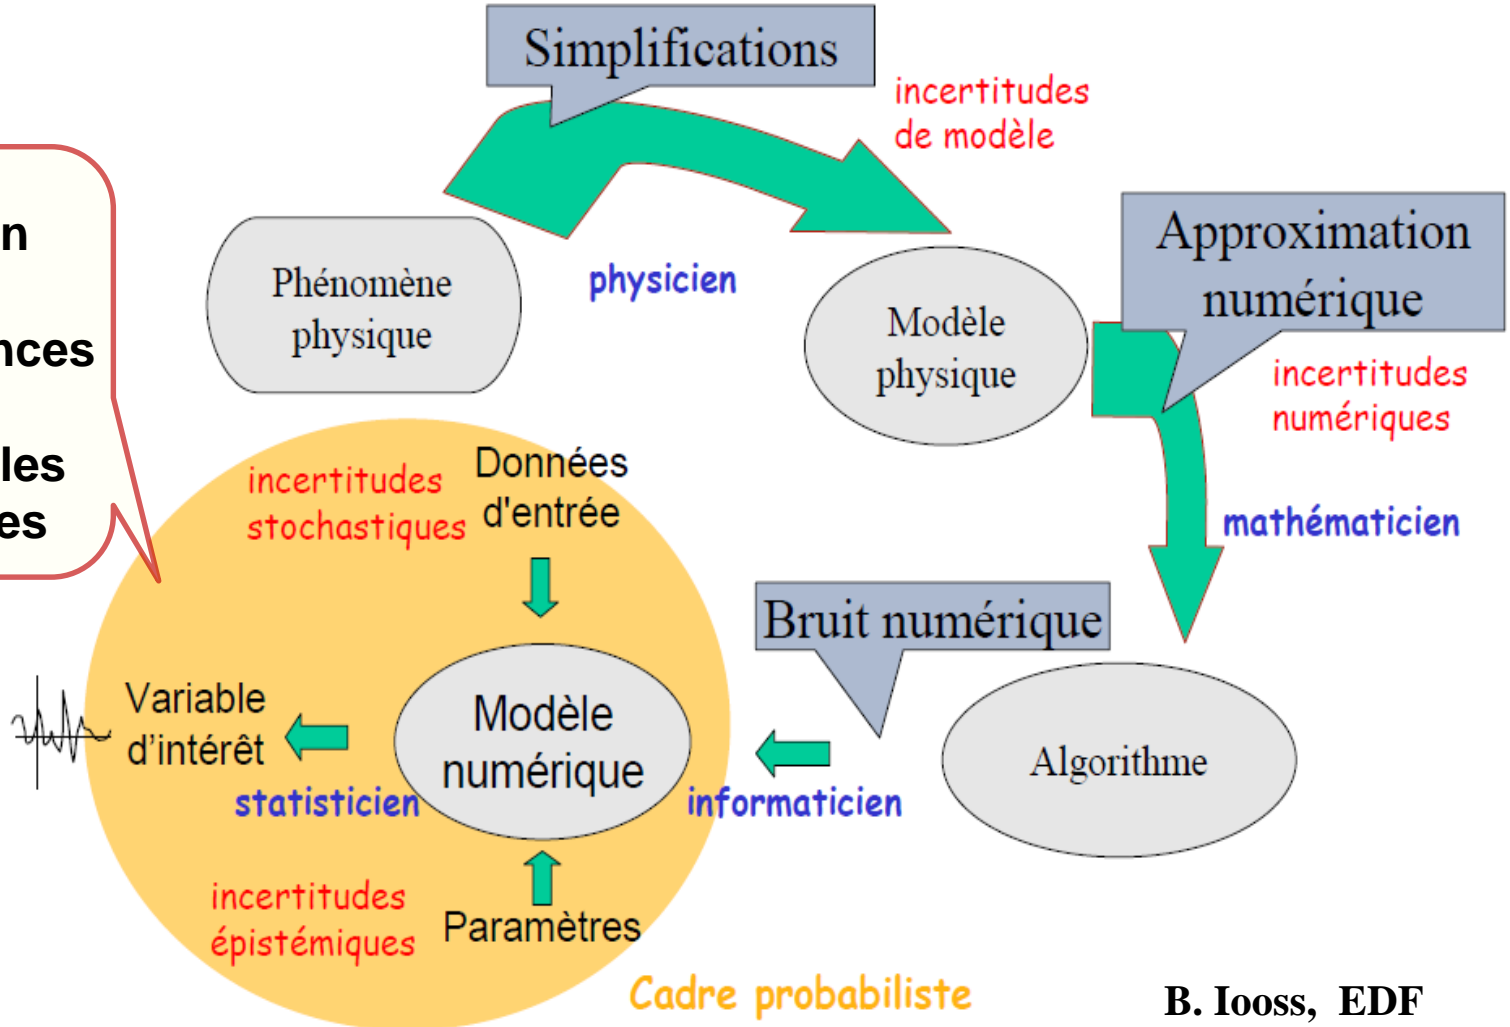 Simplifications
incertitudes
de modèle
Phénomène
physique
physicien
Modèle
physique
Approximation
numérique
incertitudes
numériques
mathématicien
les
incertitudes
stochastiques
Données
d'entrée
Bruit numérique
Algorithme
informaticien
Modèle
numérique
Variable
d’intérêt
statisticien
incertitudes
épistémiques
Paramètres
Cadre probabiliste
B. Iooss, EDF